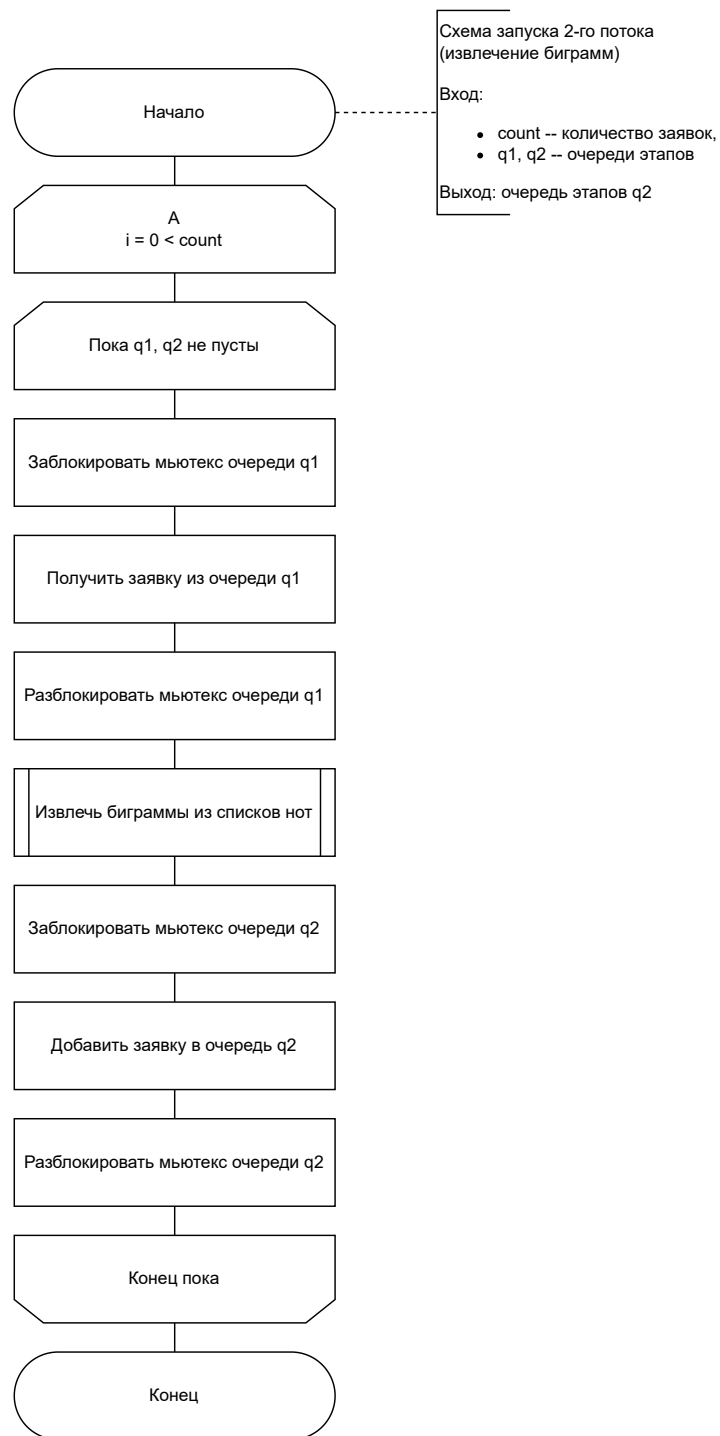 Схема запуска 2-го потока
(извлечение биграмм)
Вход:
• count -- количество заявок,
• q1, q2 -- очереди этапов
Выход: очередь этапов q2
Начало
A
i = 0 < count
Пока q1, q2 не пусты
Заблокировать мьютекс очереди q1
Получить заявку из очереди q1
Разблокировать мьютекс очереди q1
Извлечь биграммы из списков нот
Заблокировать мьютекс очереди q2
Добавить заявку в очередь q2
Разблокировать мьютекс очереди q2
Конец пока
Конец